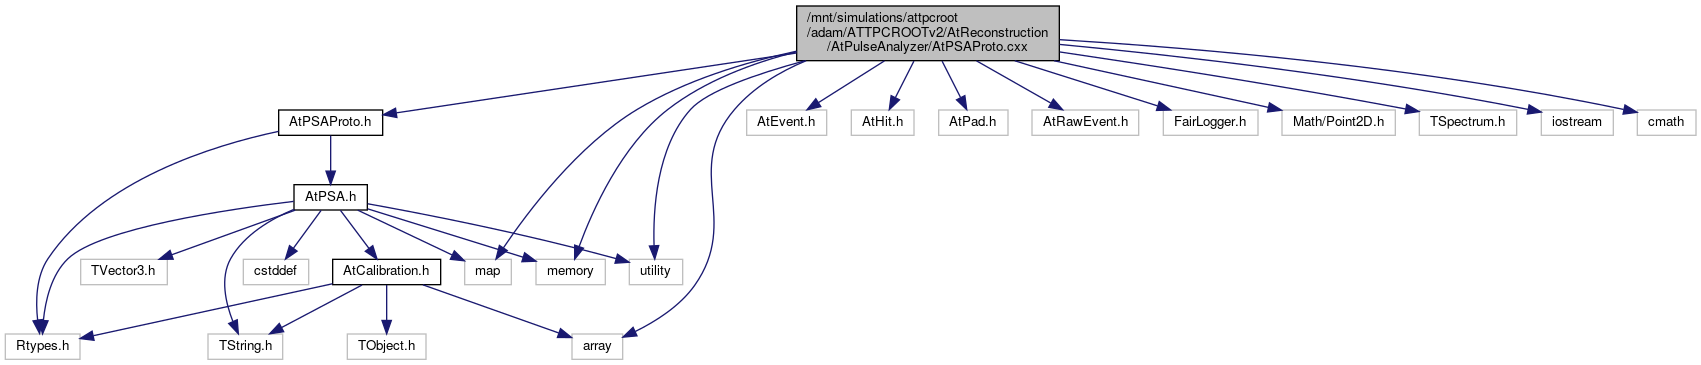 /mnt/simulations/attpcroot
/adam/ATTPCROOTv2/AtReconstruction
/AtPulseAnalyzer/AtPSAProto.cxx
AtPSAProto.h
AtEvent.h
AtHit.h
AtPad.h
AtRawEvent.h
FairLogger.h
Math/Point2D.h
TSpectrum.h
iostream
cmath
AtPSA.h
TVector3.h
cstddef
AtCalibration.h
map
memory
utility
Rtypes.h
TString.h
TObject.h
array